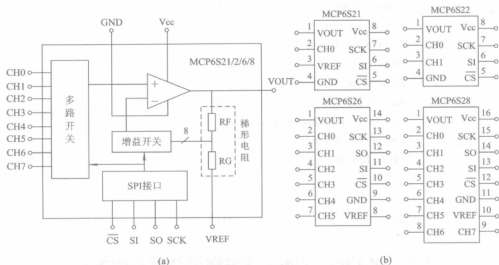 GND
Vcc
MCP6S21/2/6/8
CH0
CH1
CH2
CH3
CH4
CH5
CH6
CH7
多路开关
+
−
VOUT
增益开关
8
RF
RG
梯形电阻
SPI接口
CS
SI
SO
SCK
VREF
(a)
MCP6S21
1 VOUT Vcc 8
2 CH0 SCK 7
3 VREF SI 6
4 GND CS 5
MCP6S22
1 VOUT Vcc 8
2 CH0 SCK 7
3 CH1 SI 6
4 GND CS 5
MCP6S26
1 VOUT Vcc 14
2 CH0 SCK 13
3 CH1 SO 12
4 CH2 SI 11
5 CH3 CS 10
6 CH4 GND 9
7 CH5 VREF 8
MCP6S28
1 VOUT Vcc 16
2 CH0 SCK 15
3 CH1 SO 14
4 CH2 SI 13
5 CH3 CS 12
6 CH4 GND 11
7 CH5 VREF 10
8 CH6 CH7 9
(b)